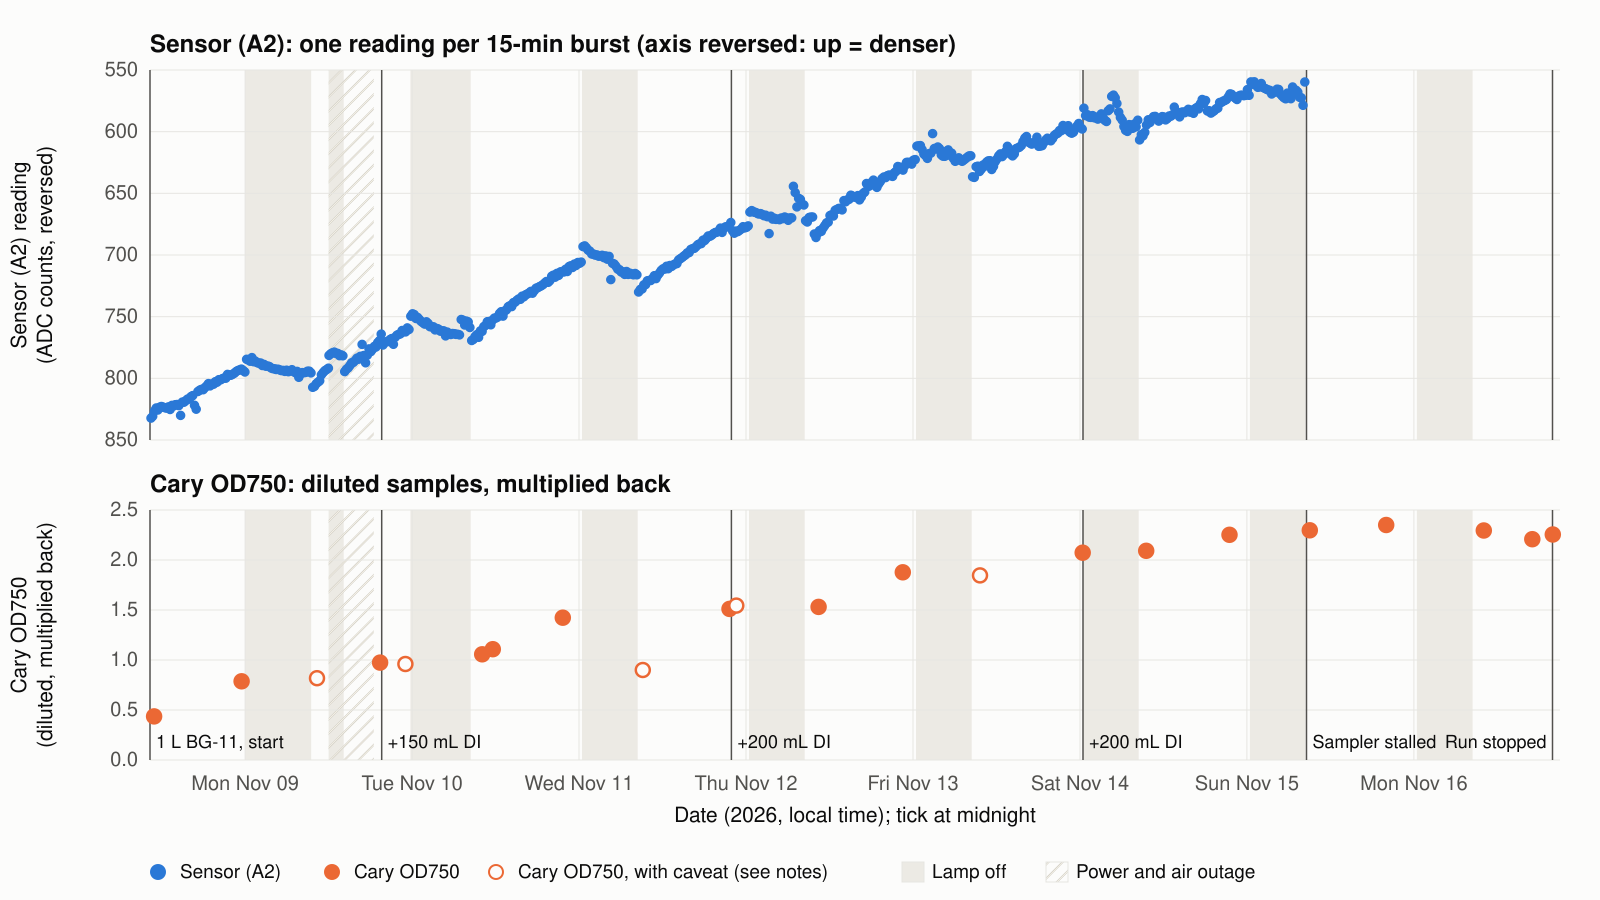 Sensor (A2): one reading per 15-min burst (axis reversed: up = denser)
550
600
650
700
750
800
850
Sensor (A2) reading
(ADC counts, reversed)
Cary OD750: diluted samples, multiplied back
2.5
2.0
1.5
1.0
0.5
0.0
Cary OD750
(diluted, multiplied back)
1 L BG-11, start
+150 mL DI
+200 mL DI
+200 mL DI
Sampler stalled
Run stopped
Mon Nov 09
Tue Nov 10
Wed Nov 11
Thu Nov 12
Fri Nov 13
Sat Nov 14
Sun Nov 15
Mon Nov 16
Date (2026, local time); tick at midnight
Sensor (A2)
Cary OD750
Cary OD750, with caveat (see notes)
Lamp off
Power and air outage